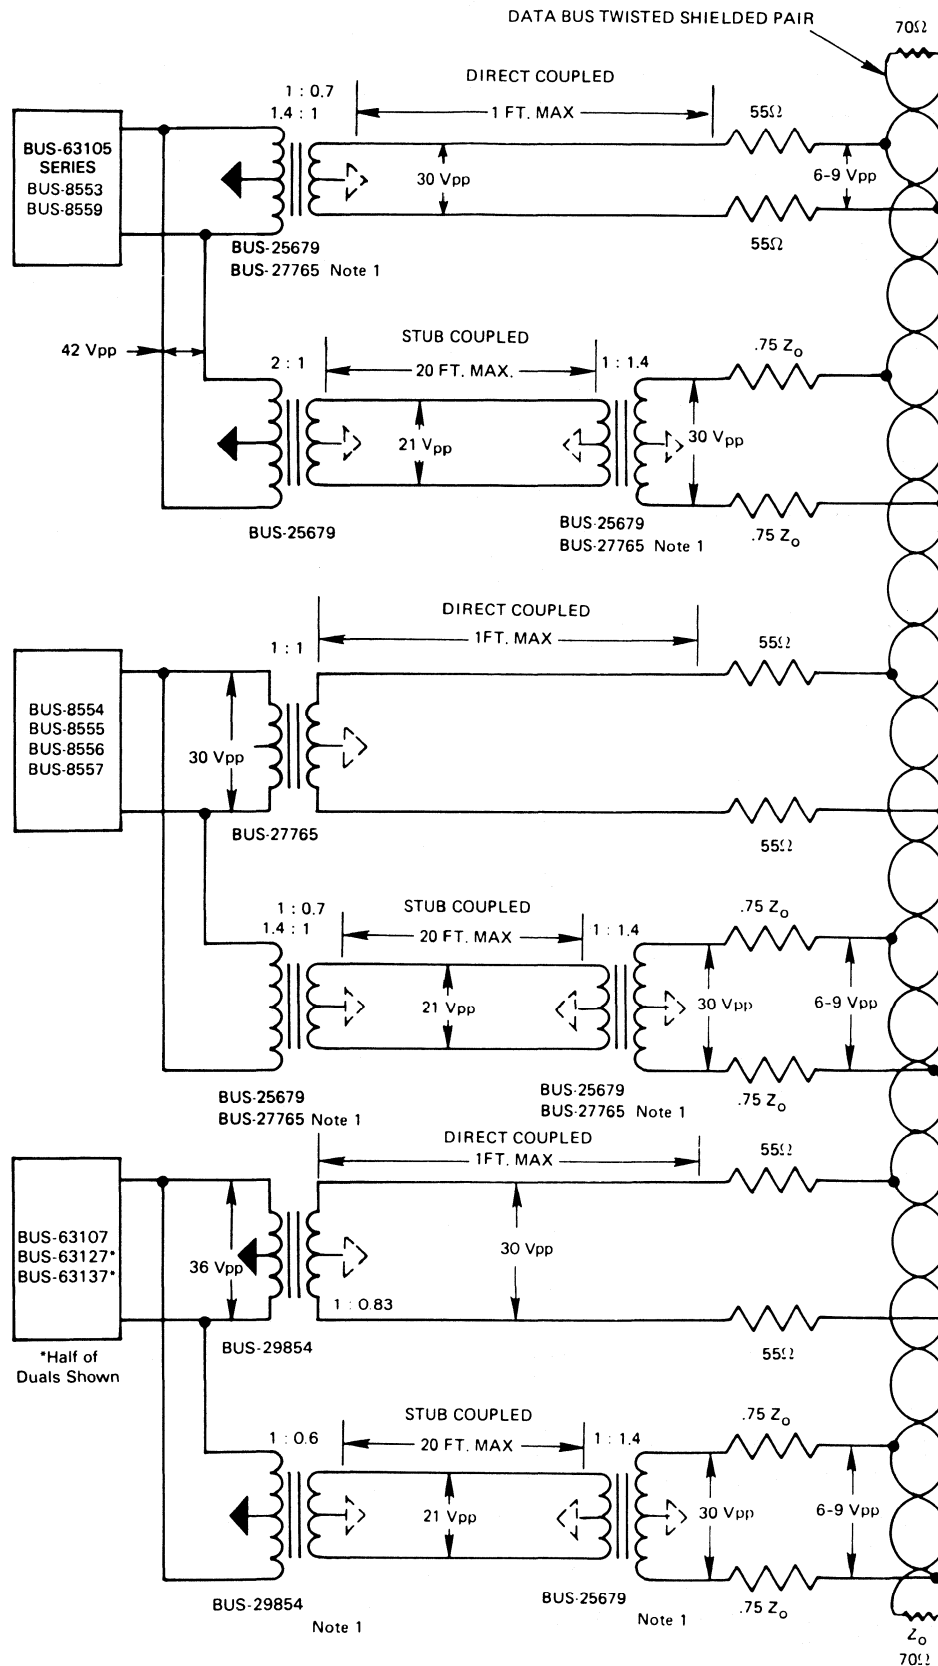 DATA BUS TWISTED SHIELDED PAIR
70Ω
DIRECT COUPLED
1 : 0.7
1.4 : 1
1 FT. MAX
55Ω
BUS-63105
SERIES
BUS-8553
BUS-8559
30 Vpp
6-9 Vpp
55Ω
BUS-25679
BUS-27765 Note 1
42 Vpp
STUB COUPLED
2 : 1
20 FT. MAX.
1 : 1.4
.75 Zo
21 Vpp
30 Vpp
BUS-25679
BUS-25679
BUS-27765 Note 1
.75 Zo
DIRECT COUPLED
1 : 1
1FT. MAX
55Ω
BUS-8554
BUS-8555
BUS-8556
BUS-8557
30 Vpp
BUS-27765
55Ω
1 : 0.7
1.4 : 1
STUB COUPLED
20 FT. MAX
1 : 1.4
.75 Zo
21 Vpp
30 Vpp
6-9 Vpp
BUS-25679
BUS-27765 Note 1
BUS-25679
BUS-27765 Note 1
.75 Zo
DIRECT COUPLED
1FT. MAX
55Ω
BUS-63107
BUS-63127*
BUS-63137*
36 Vpp
30 Vpp
1 : 0.83
BUS-29854
55Ω
*Half of
Duals Shown
STUB COUPLED
1 : 0.6
20 FT. MAX
1 : 1.4
.75 Zo
21 Vpp
30 Vpp
6-9 Vpp
BUS-29854
Note 1
BUS-25679
Note 1
.75 Zo
Zo
70Ω